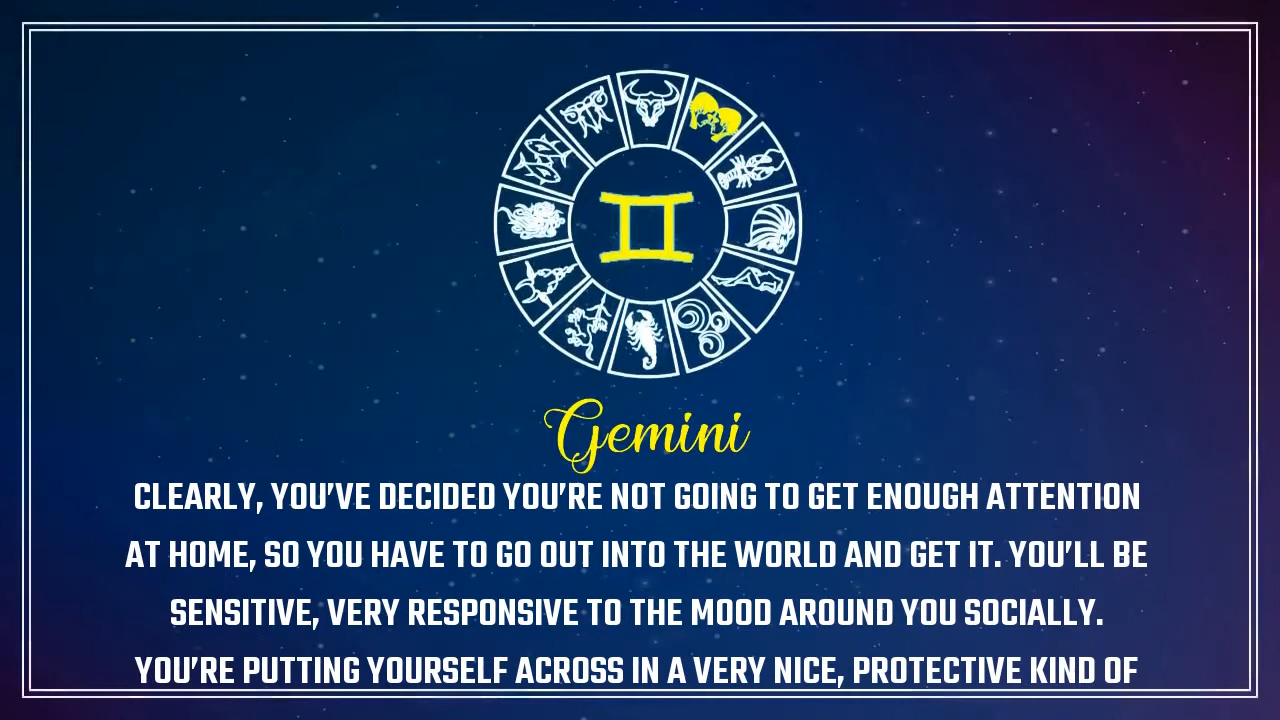 Gemini
CLEARLY, YOU'VE DECIDED YOU'RE NOT GOING TO GET ENOUGH ATTENTION
AT HOME, SO YOU HAVE TO GO OUT INTO THE WORLD AND GET IT. YOU'LL BE
SENSITIVE, VERY RESPONSIVE TO THE MOOD AROUND YOU SOCIALLY.
YOU'RE PUTTING YOURSELF ACROSS IN A VERY NICE, PROTECTIVE KIND OF